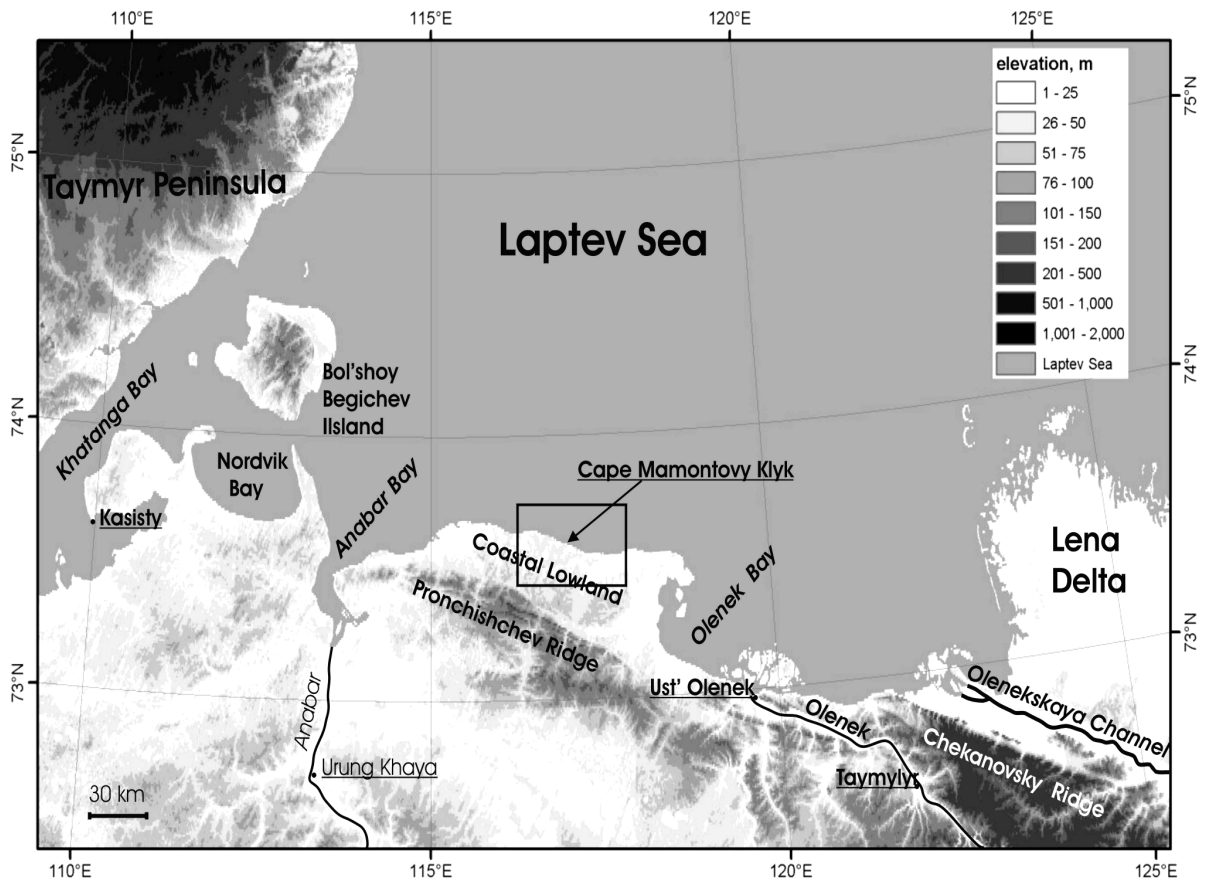 110°E
115°E
120°E
125°E
elevation, m
1 - 25
26 - 50
51 - 75
76 - 100
101 - 150
151 - 200
201 - 500
501 - 1,000
1,001 - 2,000
Laptev Sea
75°N
75°N
Taymyr Peninsula
Laptev Sea
74°N
74°N
Khatanga Bay
Bol'shoy
Begichev
IIsland
Nordvik
Bay
Anabar Bay
Cape Mamontovy Klyk
Kasisty
Coastal Lowland
Lena
Delta
Pronchishchev Ridge
Olenek Bay
73°N
73°N
Ust' Olenek
Olenek
Olenekskaya Channel
Anabar
Urung Khaya
Chekanovsky Ridge
Taymylyr
30 km
110°E
115°E
120°E
125°E